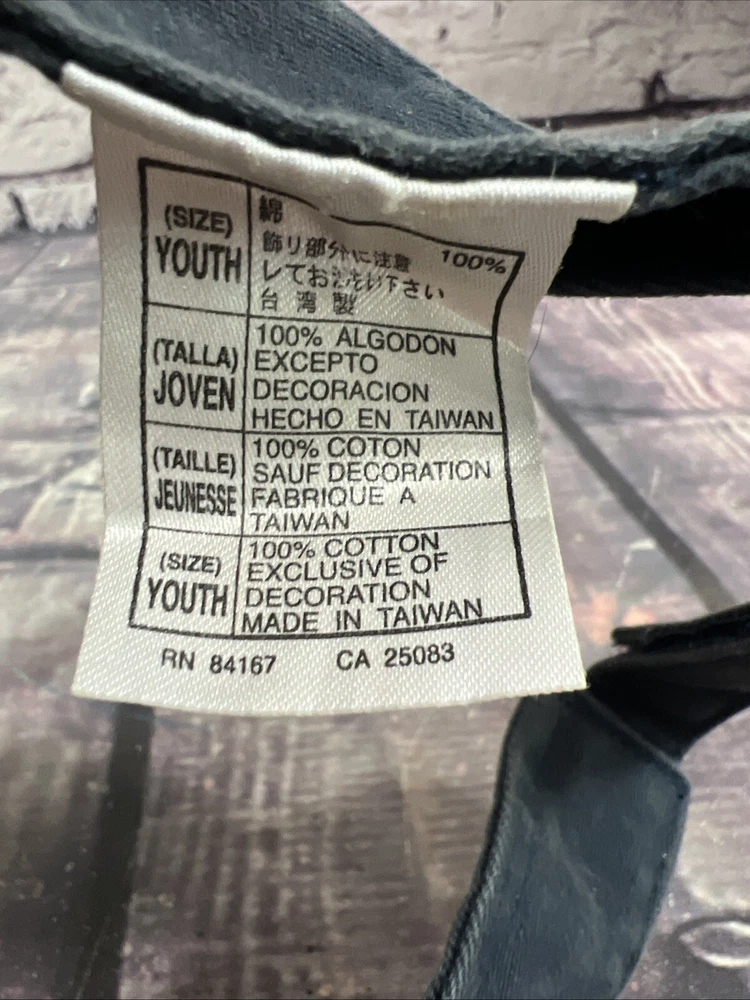 (SIZE)
YOUTH
綿 100%
飾リ部分に注意
レてお洗い下さい
台湾製
(TALLA)
JOVEN
100% ALGODON
EXCEPTO
DECORACION
HECHO EN TAIWAN
(TAILLE)
JEUNESSE
100% COTON
SAUF DECORATION
FABRIQUE A
TAIWAN
(SIZE)
YOUTH
100% COTTON
EXCLUSIVE OF
DECORATION
MADE IN TAIWAN
RN 84167 CA 25083